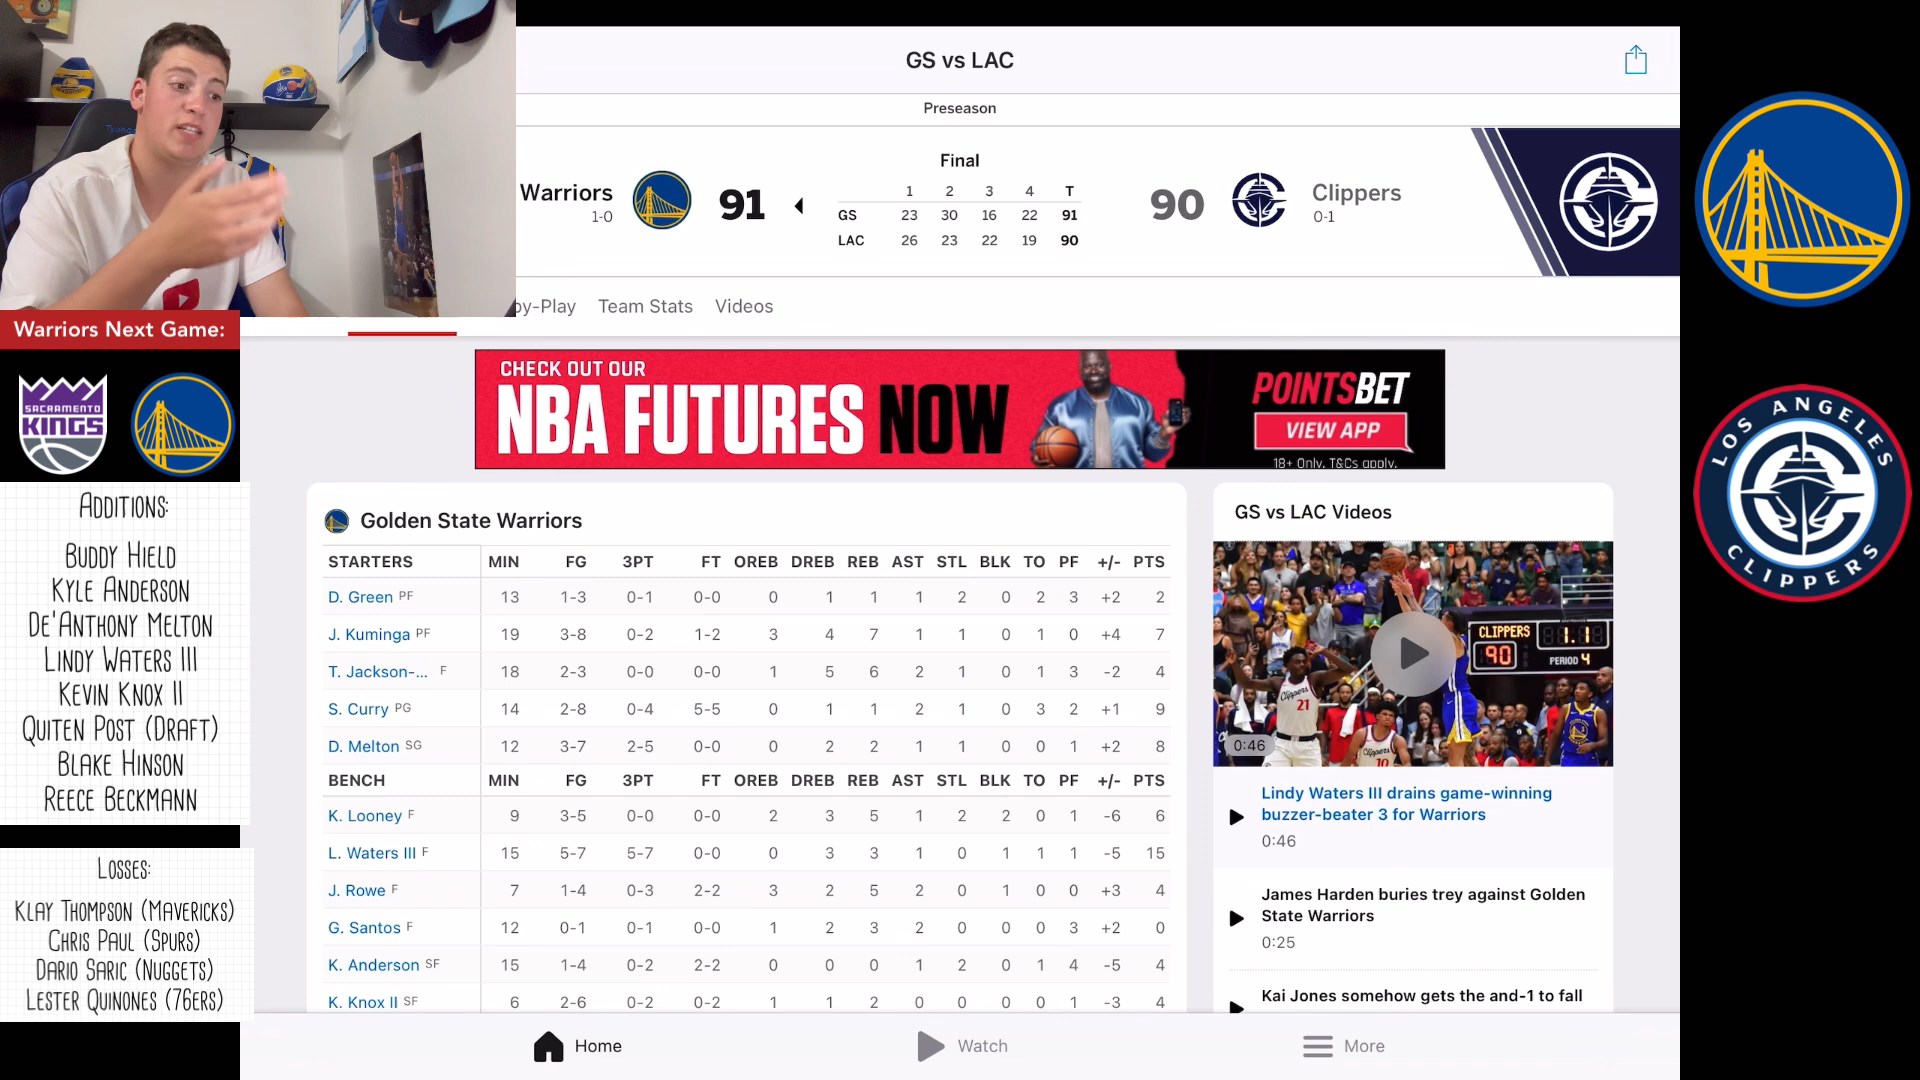 GS vs LAC
Preseason
Final
Warriors
1-0
91
1 2 3 4 T
GS 23 30 16 22 91
LAC 26 23 22 19 90
90
Clippers
0-1
by-Play Team Stats Videos
Warriors Next Game:
SACRAMENTO
KINGS
Additions:
Buddy Hield
Kyle Anderson
De'Anthony Melton
Lindy Waters III
Kevin Knox II
Quiten Post (Draft)
Blake Hinson
Reece Beckmann
Losses:
Klay Thompson (Mavericks)
Chris Paul (Spurs)
Dario Saric (Nuggets)
Lester Quinones (76ers)
CHECK OUT OUR
NBA FUTURES NOW
POINTSBET
VIEW APP
18+ Only. T&Cs apply.
Golden State Warriors
STARTERS MIN FG 3PT FT OREB DREB REB AST STL BLK TO PF +/- PTS
D. Green PF 13 1-3 0-1 0-0 0 1 1 1 2 0 2 3 +2 2
J. Kuminga PF 19 3-8 0-2 1-2 3 4 7 1 1 0 1 0 +4 7
T. Jackson-... F 18 2-3 0-0 0-0 1 5 6 2 1 0 1 3 -2 4
S. Curry PG 14 2-8 0-4 5-5 0 1 1 2 1 0 3 2 +1 9
D. Melton SG 12 3-7 2-5 0-0 0 2 2 1 1 0 0 1 +2 8
BENCH MIN FG 3PT FT OREB DREB REB AST STL BLK TO PF +/- PTS
K. Looney F 9 3-5 0-0 0-0 2 3 5 1 2 2 0 1 -6 6
L. Waters III F 15 5-7 5-7 0-0 0 3 3 1 0 1 1 1 -5 15
J. Rowe F 7 1-4 0-3 2-2 3 2 5 2 0 1 0 0 +3 4
G. Santos F 12 0-1 0-1 0-0 1 2 3 2 0 0 0 3 +2 0
K. Anderson SF 15 1-4 0-2 2-2 0 0 0 1 2 0 1 4 -5 4
K. Knox II SF 6 2-6 0-2 0-2 1 1 2 0 0 0 0 1 -3 4
GS vs LAC Videos
CLIPPERS 1.1
90 PERIOD 4
Clippers
21
Clippers
10
0:46
Lindy Waters III drains game-winning
buzzer-beater 3 for Warriors
0:46
James Harden buries trey against Golden
State Warriors
0:25
Kai Jones somehow gets the and-1 to fall
Home
Watch
More
LOS ANGELES
CLIPPERS